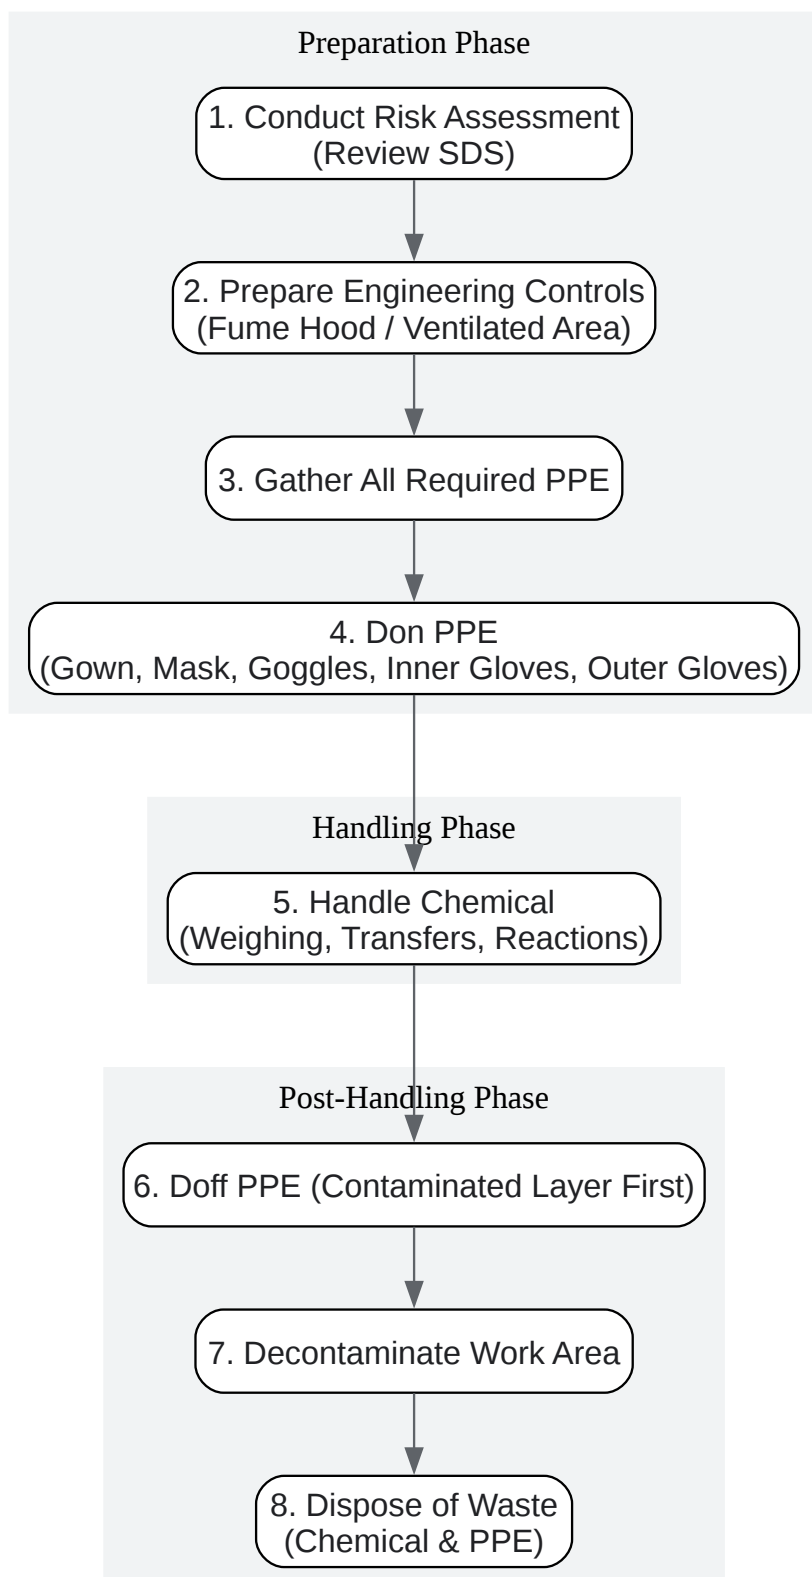 Preparation Phase
1. Conduct Risk Assessment
(Review SDS)
2. Prepare Engineering Controls
(Fume Hood / Ventilated Area)
3. Gather All Required PPE
4. Don PPE
(Gown, Mask, Goggles, Inner Gloves, Outer Gloves)
Handling Phase
5. Handle Chemical
(Weighing, Transfers, Reactions)
Post-Handling Phase
6. Doff PPE (Contaminated Layer First)
7. Decontaminate Work Area
8. Dispose of Waste
(Chemical & PPE)